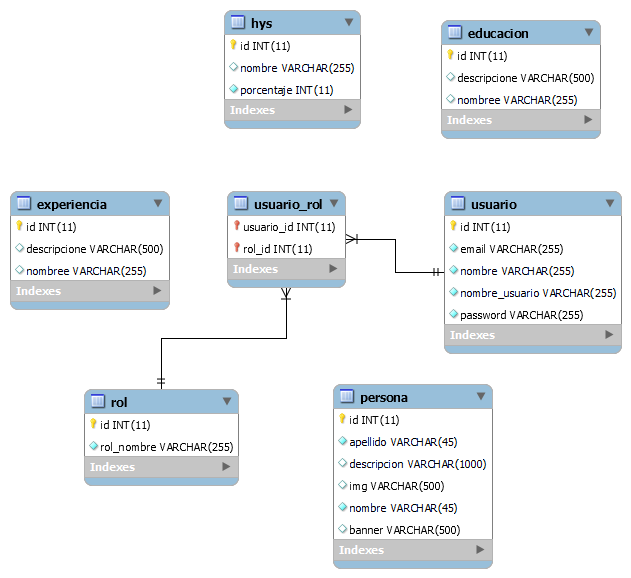 hys
id INT(11)
nombre VARCHAR(255)
porcentaje INT(11)
Indexes
educacion
id INT(11)
descripcione VARCHAR(500)
nombree VARCHAR(255)
Indexes
experiencia
id INT(11)
descripcione VARCHAR(500)
nombree VARCHAR(255)
Indexes
usuario_rol
usuario_id INT(11)
rol_id INT(11)
Indexes
usuario
id INT(11)
email VARCHAR(255)
nombre VARCHAR(255)
nombre_usuario VARCHAR(255)
password VARCHAR(255)
Indexes
rol
id INT(11)
rol_nombre VARCHAR(255)
Indexes
persona
id INT(11)
apellido VARCHAR(45)
descripcion VARCHAR(1000)
img VARCHAR(500)
nombre VARCHAR(45)
banner VARCHAR(500)
Indexes